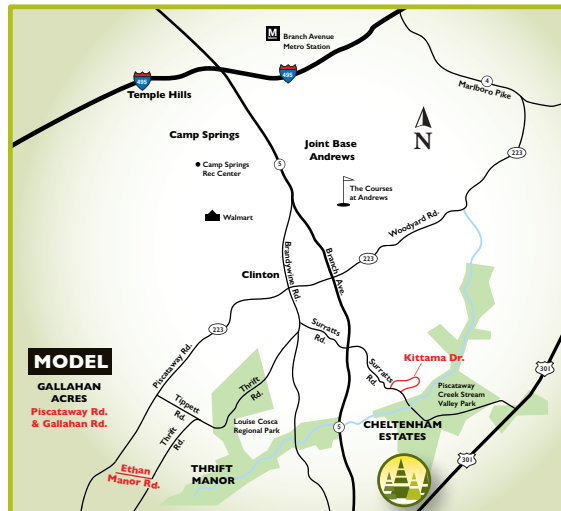 M
METRO
Branch Avenue
Metro Station
495
495
Temple Hills
4
Marlboro Pike
N
Camp Springs
Joint Base
Andrews
223
Camp Springs
Rec Center
5
The Courses
at Andrews
Walmart
Woodyard Rd.
Brandywine Rd.
Branch Ave.
223
Clinton
223
Piscataway Rd.
Surratts
Rd.
Surratts
Rd.
Kittama Dr.
301
MODEL
GALLAHAN
ACRES
Piscataway Rd.
& Gallahan Rd.
Tippett
Rd.
Thrift
Rd.
Thrift
Rd.
Piscataway
Creek Stream
Valley Park
Louise Cosca
Regional Park
5
CHELTENHAM
ESTATES
301
Ethan
Manor Rd.
THRIFT
MANOR